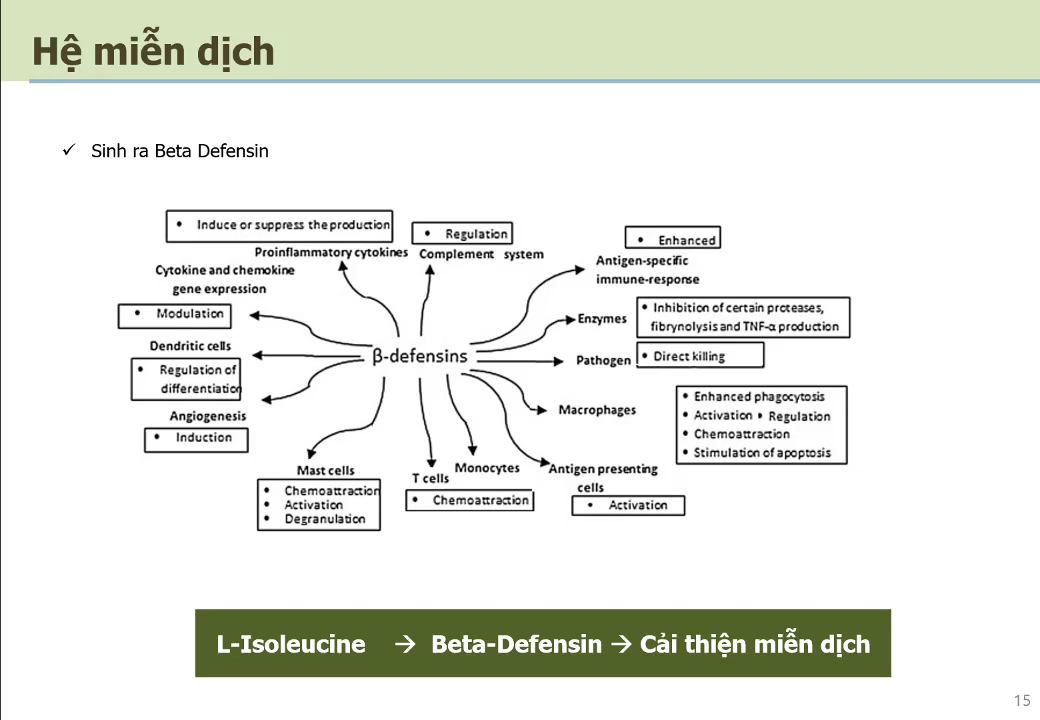 Hệ miễn dịch
✓ Sinh ra Beta Defensin
• Induce or suppress the production
Proinflammatory cytokines
• Regulation
Complement system
• Enhanced
Antigen-specific
immune-response
Cytokine and chemokine
gene expression
• Modulation
Enzymes
• Inhibition of certain proteases,
fibrynolysis and TNF-α production
Dendritic cells
• Regulation of
differentiation
β-defensins
Pathogen
• Direct killing
Angiogenesis
• Induction
Macrophages
• Enhanced phagocytosis
• Activation • Regulation
• Chemoattraction
• Stimulation of apoptosis
Mast cells
• Chemoattraction
• Activation
• Degranulation
T cells
Monocytes
• Chemoattraction
Antigen presenting
cells
• Activation
L-Isoleucine → Beta-Defensin → Cải thiện miễn dịch
15